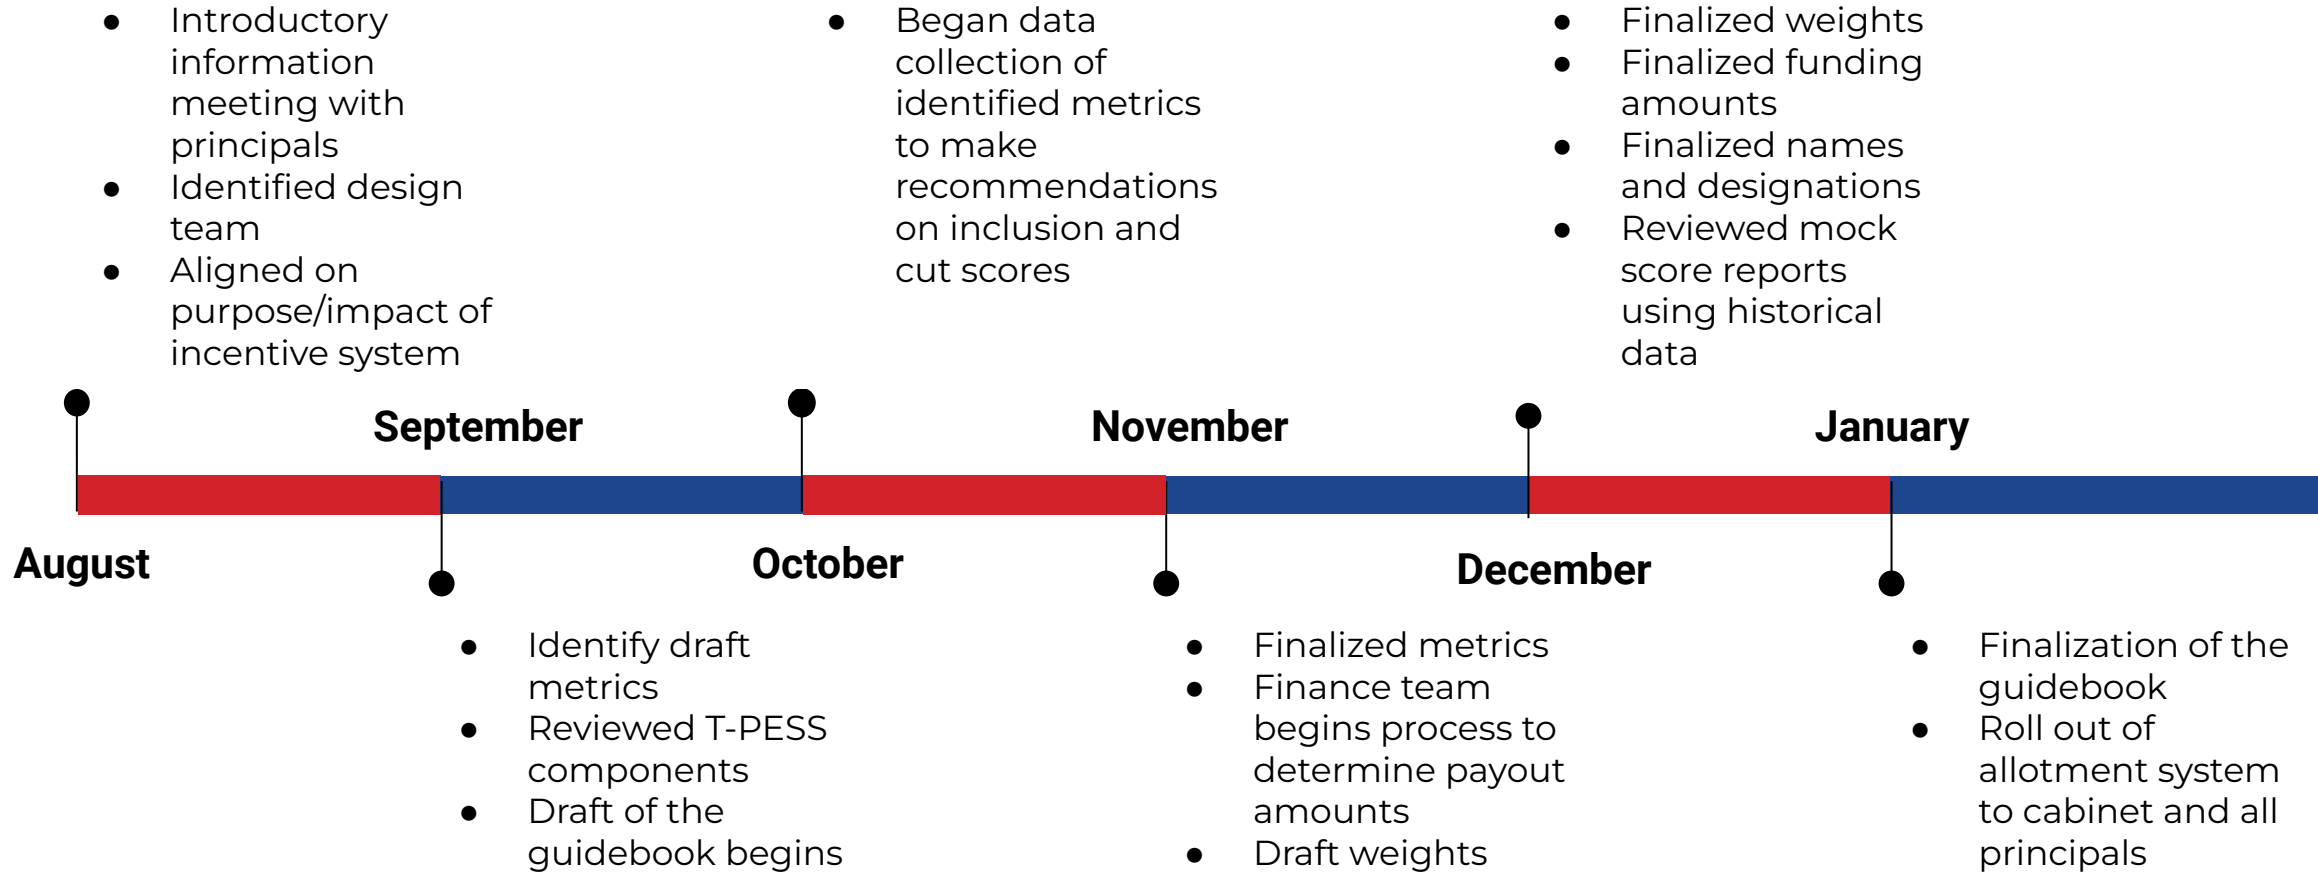 ● Introductory
information
meeting with
principals
● Identified design
team
● Aligned on
purpose/impact of
incentive system
● Began data
collection of
identified metrics
to make
recommendations
on inclusion and
cut scores
● Finalized weights
● Finalized funding
amounts
● Finalized names
and designations
● Reviewed mock
score reports
using historical
data
September
November
January
August
October
December
● Identify draft
metrics
● Reviewed T-PESS
components
● Draft of the
guidebook begins
● Finalized metrics
● Finance team
begins process to
determine payout
amounts
● Draft weights
● Finalization of the
guidebook
● Roll out of
allotment system
to cabinet and all
principals